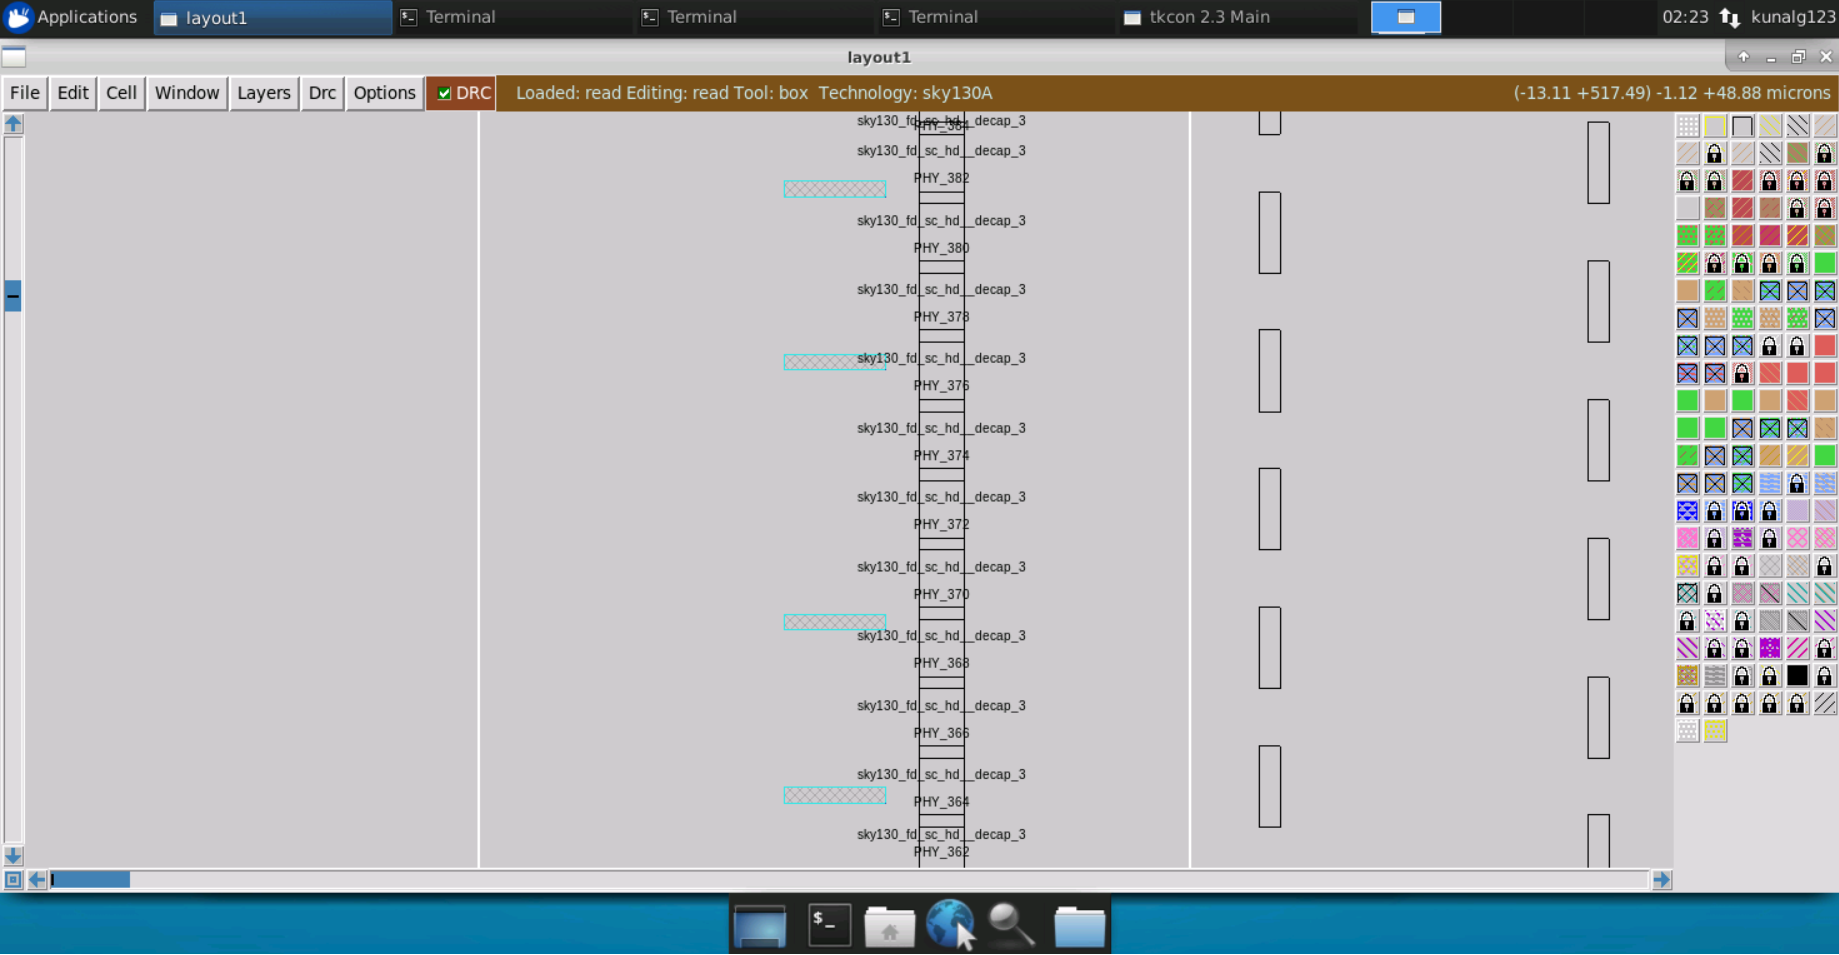 Applications layout1 Terminal Terminal Terminal tkcon 2.3 Main 02:23 kunalg123
layout1
File Edit Cell Window Layers Drc Options DRC Loaded: read Editing: read Tool: box Technology: sky130A (-13.11 +517.49) -1.12 +48.88 microns
sky130_fd_sc_hd__decap_3
PHY_384
sky130_fd_sc_hd__decap_3
PHY_382
sky130_fd_sc_hd__decap_3
PHY_380
sky130_fd_sc_hd__decap_3
PHY_378
sky130_fd_sc_hd__decap_3
PHY_376
sky130_fd_sc_hd__decap_3
PHY_374
sky130_fd_sc_hd__decap_3
PHY_372
sky130_fd_sc_hd__decap_3
PHY_370
sky130_fd_sc_hd__decap_3
PHY_368
sky130_fd_sc_hd__decap_3
PHY_366
sky130_fd_sc_hd__decap_3
PHY_364
sky130_fd_sc_hd__decap_3
PHY_362